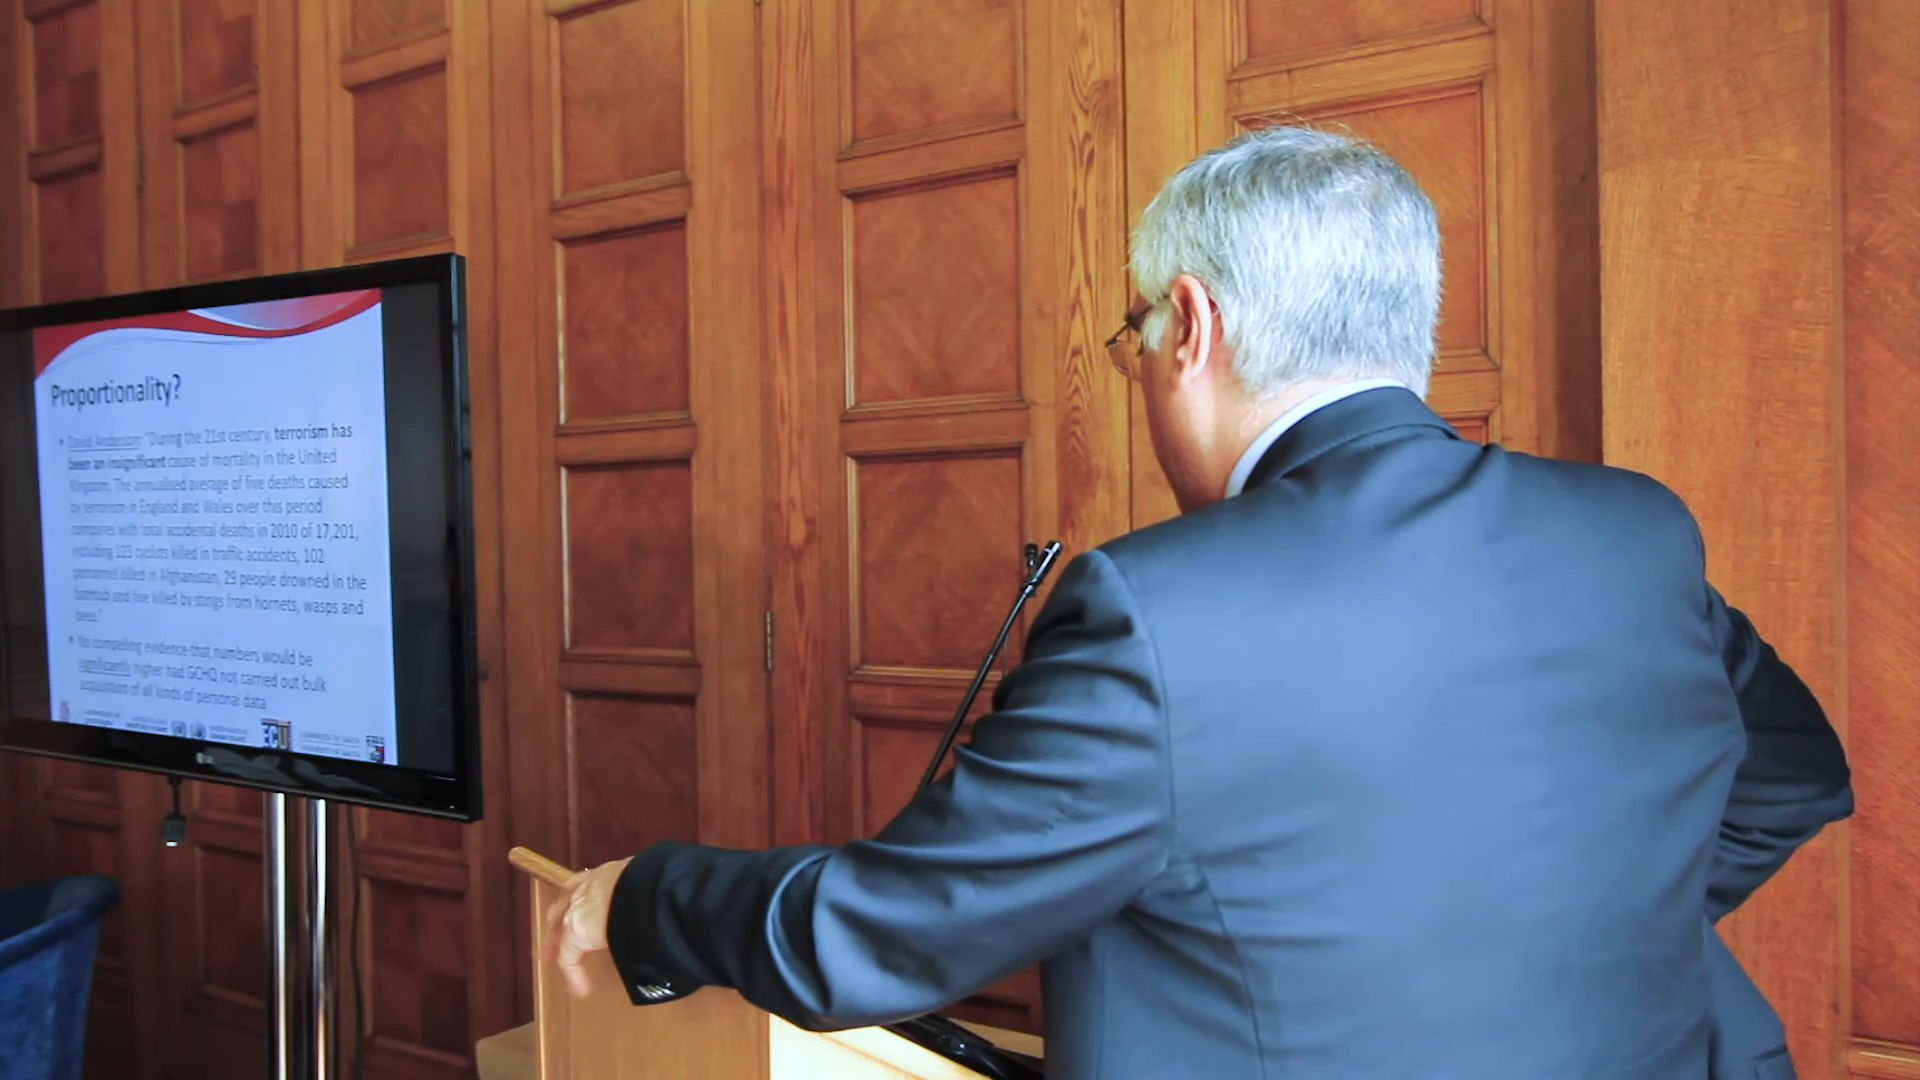 Proportionality?
• David Anderson: "During the 21st century, terrorism has
been an insignificant cause of mortality in the United
Kingdom. The annualised average of five deaths caused
by terrorism in England and Wales over this period
compares with total accidental deaths in 2010 of 17,201,
including 123 cyclists killed in traffic accidents, 102
personnel killed in Afghanistan, 29 people drowned in the
bathtub and five killed by stings from hornets, wasps and
bees."
• No compelling evidence that numbers would be
significantly higher had GCHQ not carried out bulk
acquisition of all kinds of personal data
ECU
LG